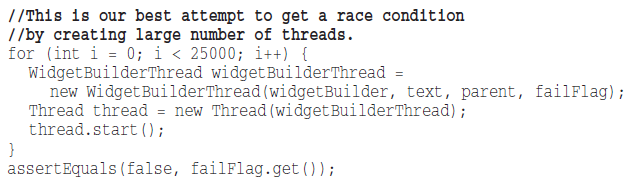 //This is our best attempt to get a race condition
//by creating large number of threads.
for (int i = 0; i < 25000; i++) {
  WidgetBuilderThread widgetBuilderThread =
    new WidgetBuilderThread(widgetBuilder, text, parent, failFlag);
  Thread thread = new Thread(widgetBuilderThread);
  thread.start();
}
assertEquals(false, failFlag.get());